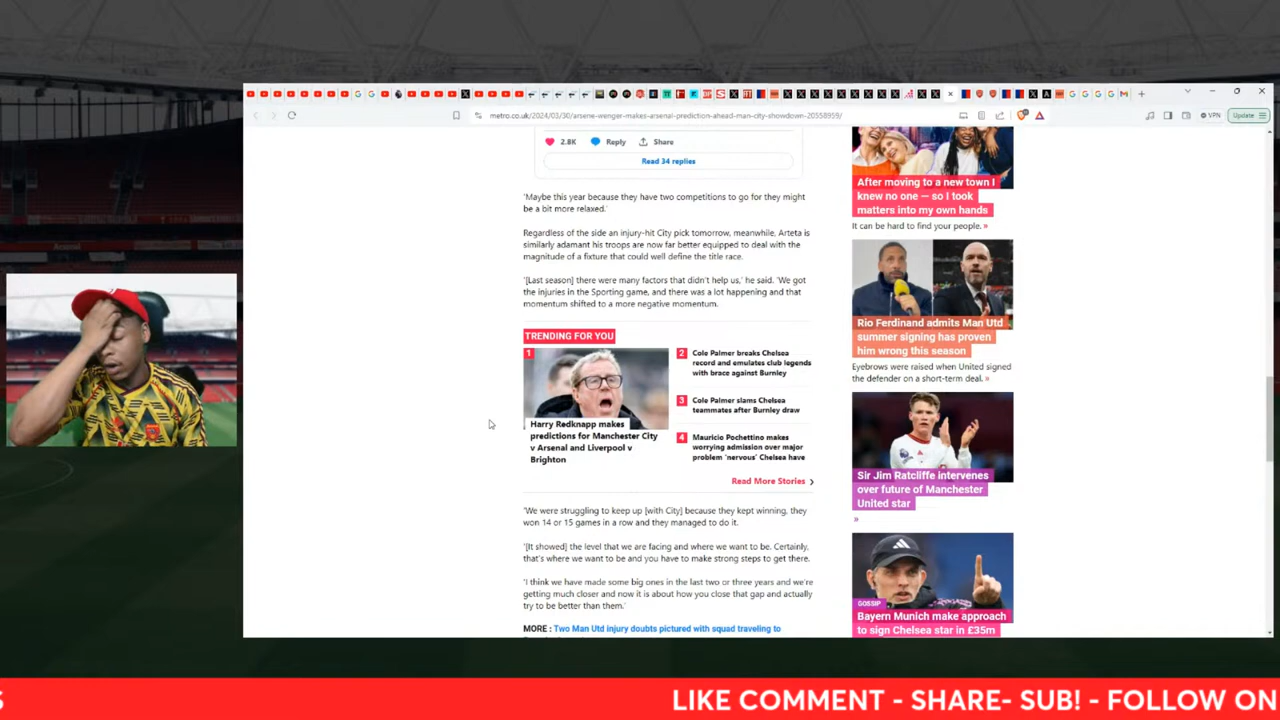 metro.co.uk/2024/03/30/arsene-wenger-makes-arsenal-prediction-ahead-man-city-showdown-20558959/
VPN
Update
2.8K Reply Share
Read 34 replies
'Maybe this year because they have two competitions to go for they might
be a bit more relaxed.'
Regardless of the side an injury-hit City pick tomorrow, meanwhile, Arteta is
similarly adamant his troops are now far better equipped to deal with the
magnitude of a fixture that could well define the title race.
'[Last season] there were many factors that didn't help us,' he said. 'We got
the injuries in the Sporting game, and there was a lot happening and that
momentum shifted to a more negative momentum.
TRENDING FOR YOU
1
Harry Redknapp makes
predictions for Manchester City
v Arsenal and Liverpool v
Brighton
2 Cole Palmer breaks Chelsea
record and emulates club legends
with brace against Burnley
3 Cole Palmer slams Chelsea
teammates after Burnley draw
4 Mauricio Pochettino makes
worrying admission over major
problem 'nervous' Chelsea have
Read More Stories
'We were struggling to keep up [with City] because they kept winning, they
won 14 or 15 games in a row and they managed to do it.
'[It showed] the level that we are facing and where we want to be. Certainly,
that's where we want to be and you have to make strong steps to get there.
'I think we have made some big ones in the last two or three years and we're
getting much closer and now it is about how you close that gap and actually
try to be better than them.'
MORE : Two Man Utd injury doubts pictured with squad traveling to
After moving to a new town I
knew no one — so I took
matters into my own hands
It can be hard to find your people. »
Rio Ferdinand admits Man Utd
summer signing has proven
him wrong this season
Eyebrows were raised when United signed
the defender on a short-term deal. »
Sir Jim Ratcliffe intervenes
over future of Manchester
United star
»
GOSSIP
Bayern Munich make approach
to sign Chelsea star in £35m
S
LIKE COMMENT - SHARE- SUB! - FOLLOW ON